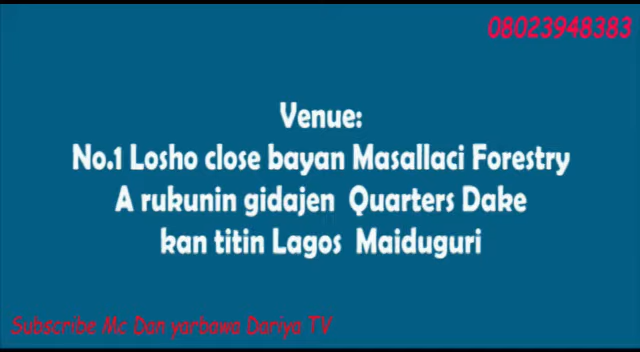 08023948383
Venue:
No.1 Losho close bayan Masallaci Forestry
A rukunin gidajen Quarters Dake
kan titin Lagos Maiduguri
Subscribe Mc Dan yarbawa Dariya TV